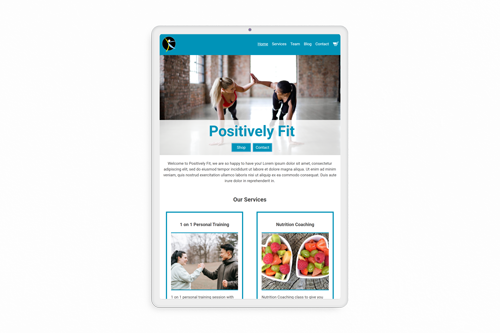 Home Services Team Blog Contact
Positively Fit
Shop Contact
Welcome to Positively Fit, we are so happy to have you! Lorem ipsum dolor sit amet, consectetur
adipiscing elit, sed do eiusmod tempor incididunt ut labore et dolore magna aliqua. Ut enim ad minim
veniam, quis nostrud exercitation ullamco laboris nisi ut aliquip ex ea commodo consequat. Duis aute
irure dolor in reprehenderit in.
Our Services
1 on 1 Personal Training
Nutrition Coaching
1 on 1 personal training session with
Nutrition Coaching class to give you